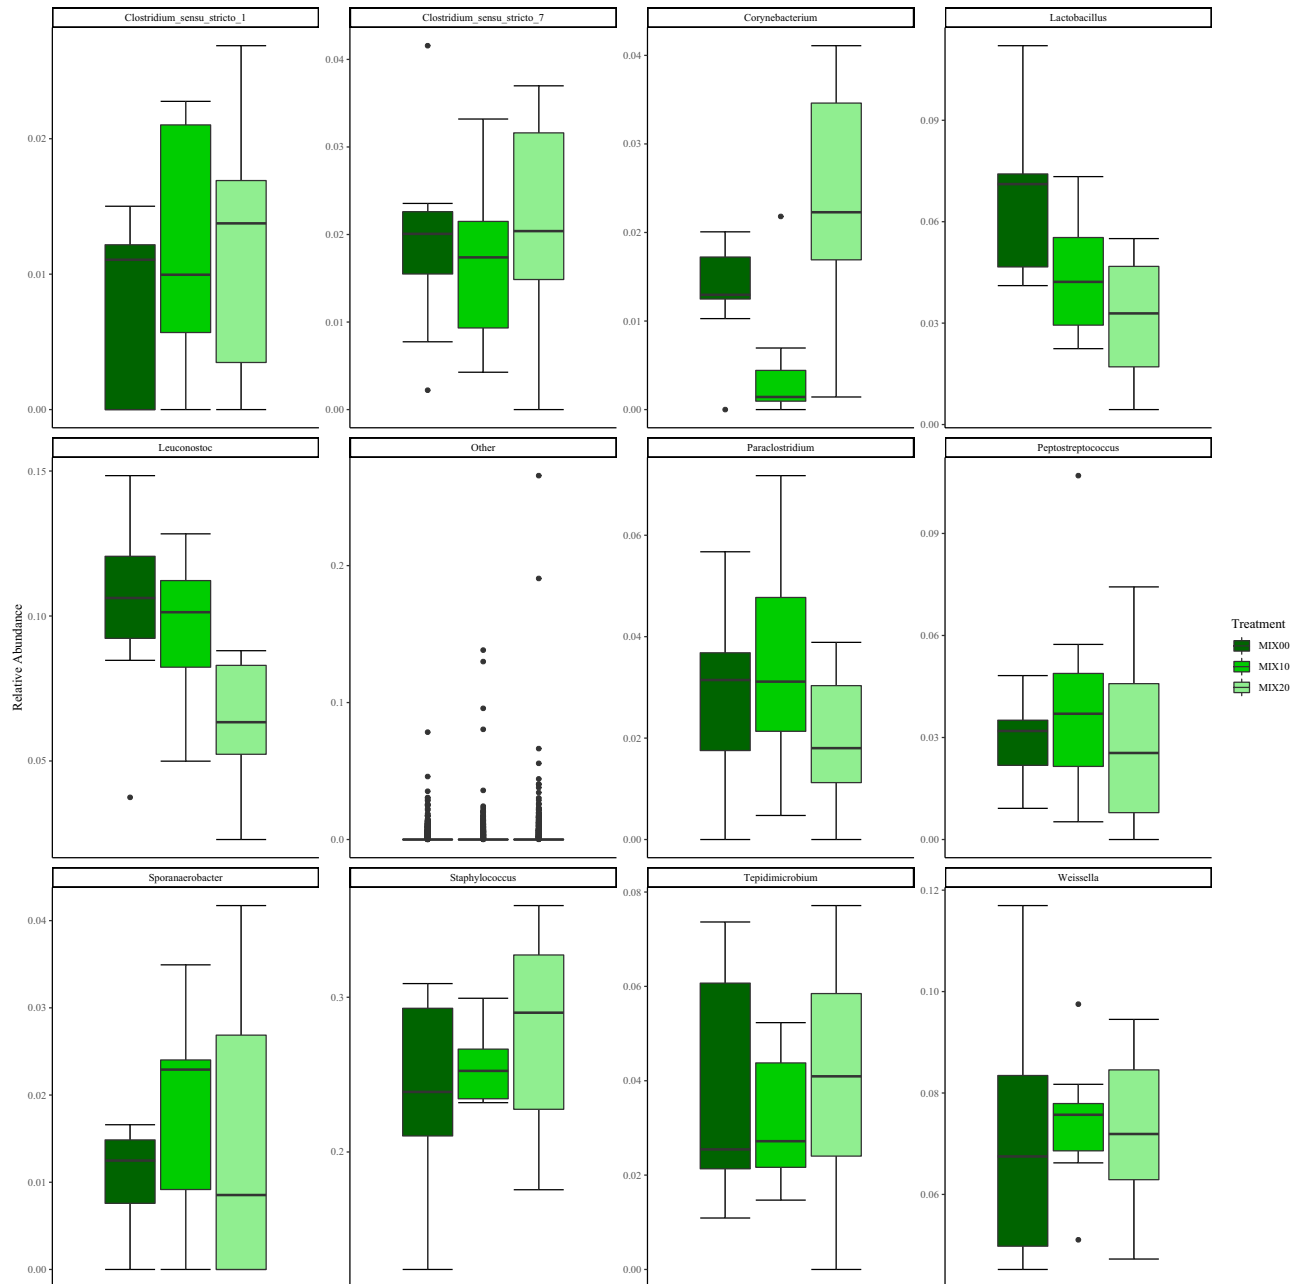 Clostridium_sensu_stricto_1
Clostridium_sensu_stricto_7
Corynebacterium
Lactobacillus
0.02
0.01
0.00
0.04
0.03
0.02
0.01
0.00
0.04
0.03
0.02
0.01
0.00
0.09
0.06
0.03
0.00
Leuconostoc
Other
Paraclostridium
Peptostreptococcus
0.15
0.10
0.05
0.2
0.1
0.0
0.06
0.04
0.02
0.00
0.09
0.06
0.03
0.00
Relative Abundance
Treatment
MIX00
MIX10
MIX20
Sporanaerobacter
Staphylococcus
Tepidimicrobium
Weissella
0.04
0.03
0.02
0.01
0.00
0.3
0.2
0.08
0.06
0.04
0.02
0.00
0.12
0.10
0.08
0.06